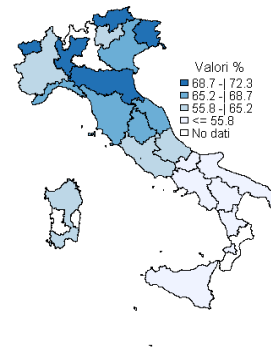 Valori %
68.7 -| 72.3
65.2 -| 68.7
55.8 -| 65.2
<= 55.8
No dati